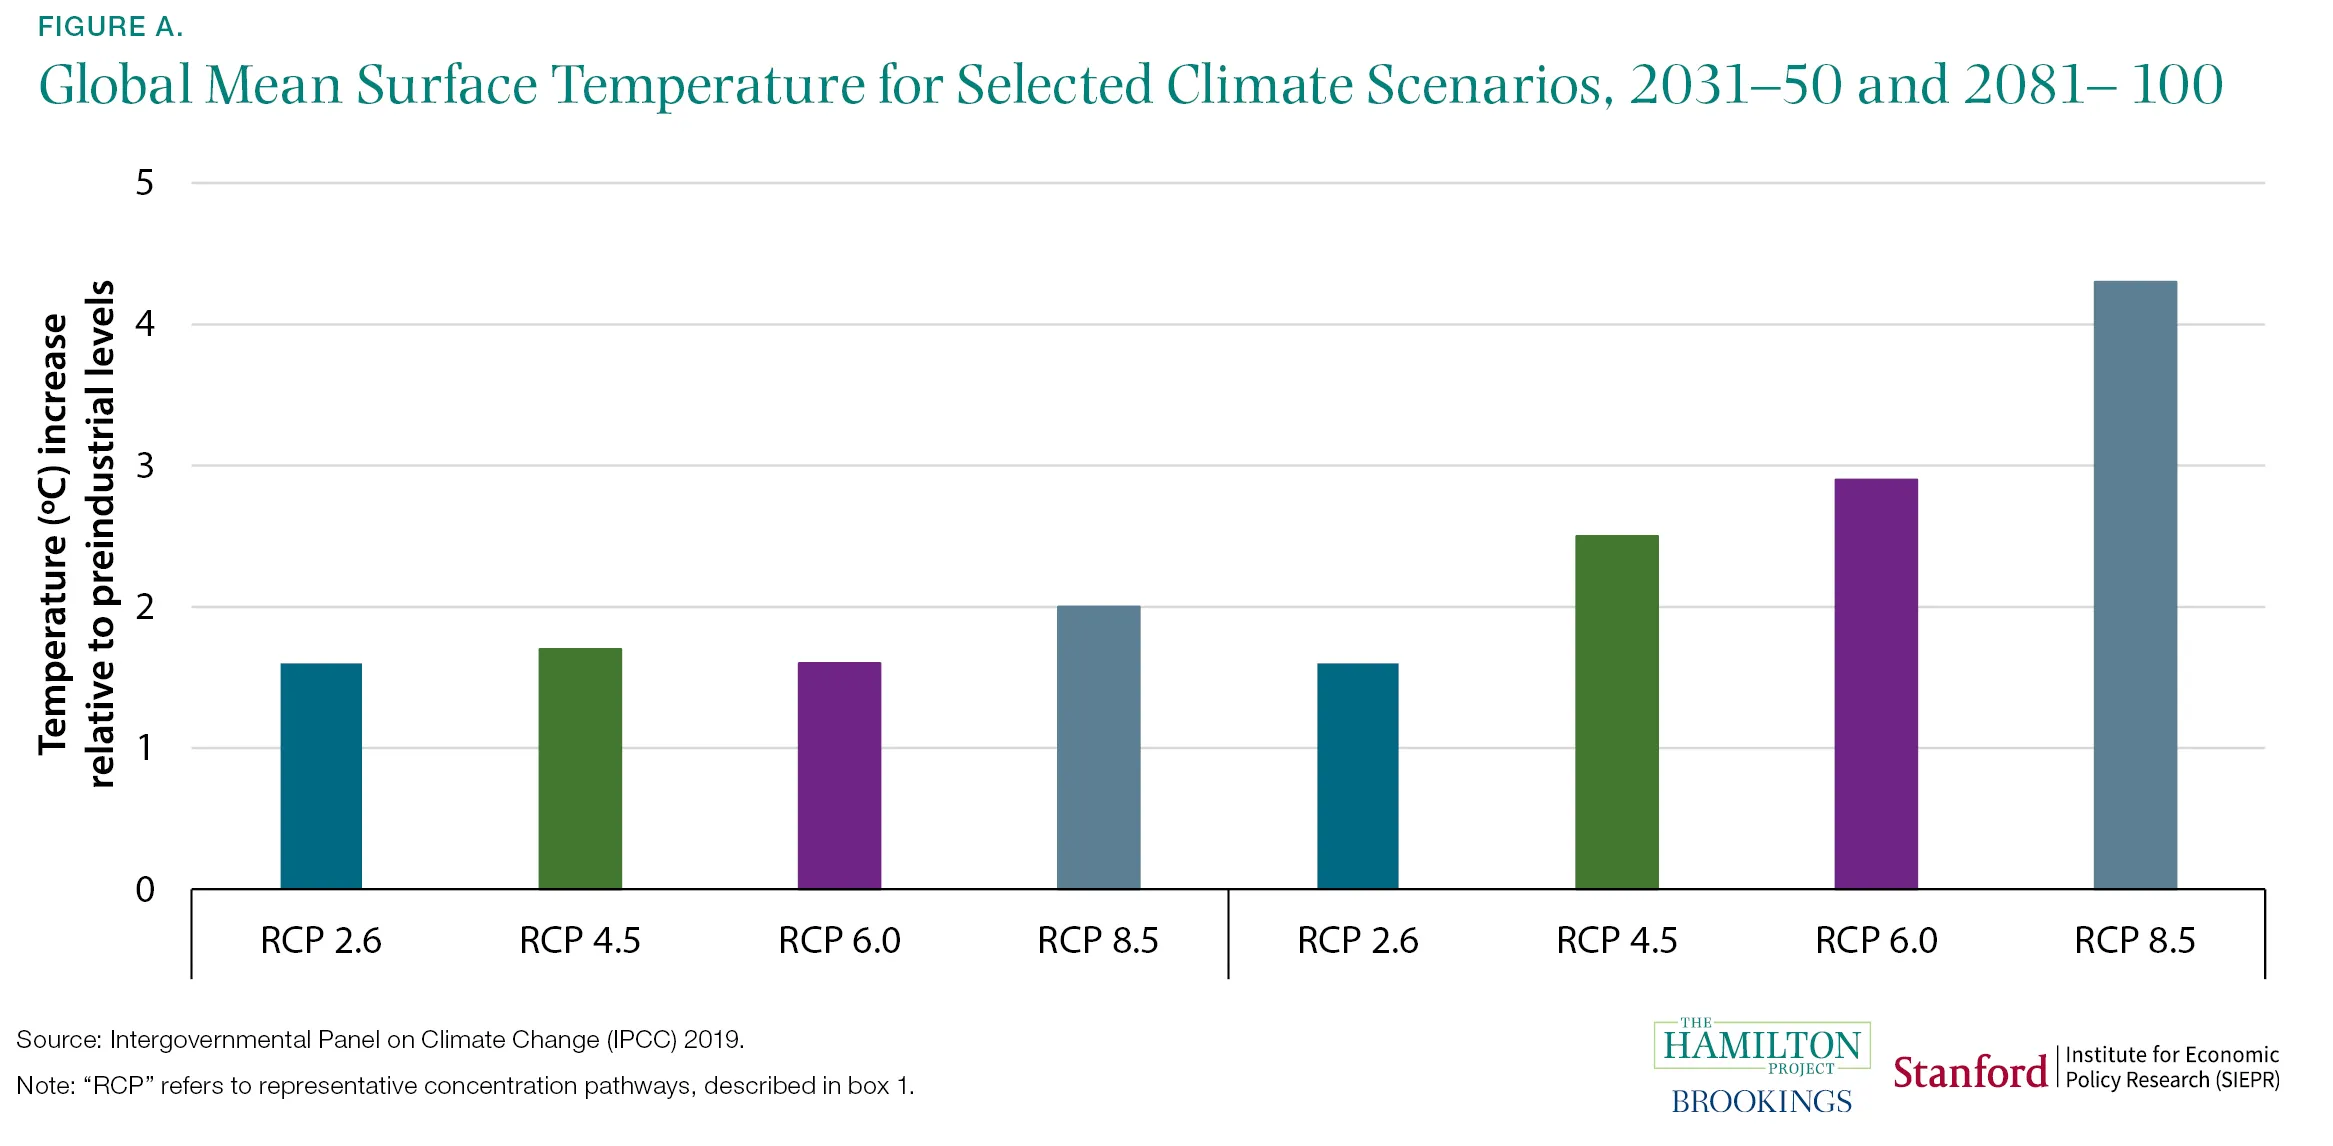 FIGURE A.
Global Mean Surface Temperature for Selected Climate Scenarios, 2031–50 and 2081– 100
Temperature (ºC) increase
relative to preindustrial levels
5
4
3
2
1
0
RCP 2.6 RCP 4.5 RCP 6.0 RCP 8.5 RCP 2.6 RCP 4.5 RCP 6.0 RCP 8.5
Source: Intergovernmental Panel on Climate Change (IPCC) 2019.
Note: “RCP” refers to representative concentration pathways, described in box 1.
THE
HAMILTON
PROJECT
BROOKINGS
Stanford
Institute for Economic
Policy Research (SIEPR)